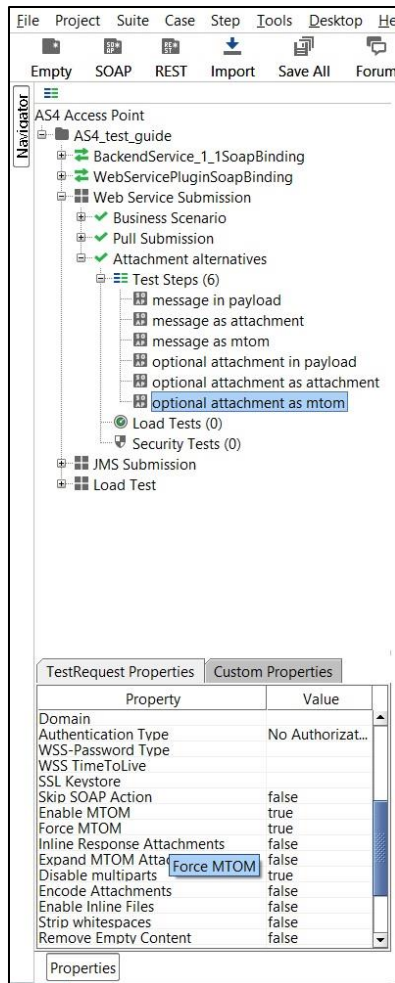 File Project Suite Case Step Tools Desktop He
Empty SOAP REST Import Save All Forum
Navigator
AS4 Access Point
AS4_test_guide
BackendService_1_1SoapBinding
WebServicePluginSoapBinding
Web Service Submission
Business Scenario
Pull Submission
Attachment alternatives
Test Steps (6)
message in payload
message as attachment
message as mtom
optional attachment in payload
optional attachment as attachment
optional attachment as mtom
Load Tests (0)
Security Tests (0)
JMS Submission
Load Test
TestRequest Properties Custom Properties
Property Value
Domain
Authentication Type No Authorizat...
WSS-Password Type
WSS TimeToLive
SSL Keystore
Skip SOAP Action false
Enable MTOM true
Force MTOM true
Inline Response Attachments false
Expand MTOM Attac Force MTOM false
Disable multiparts true
Encode Attachments false
Enable Inline Files false
Strip whitespaces false
Remove Empty Content false
Properties